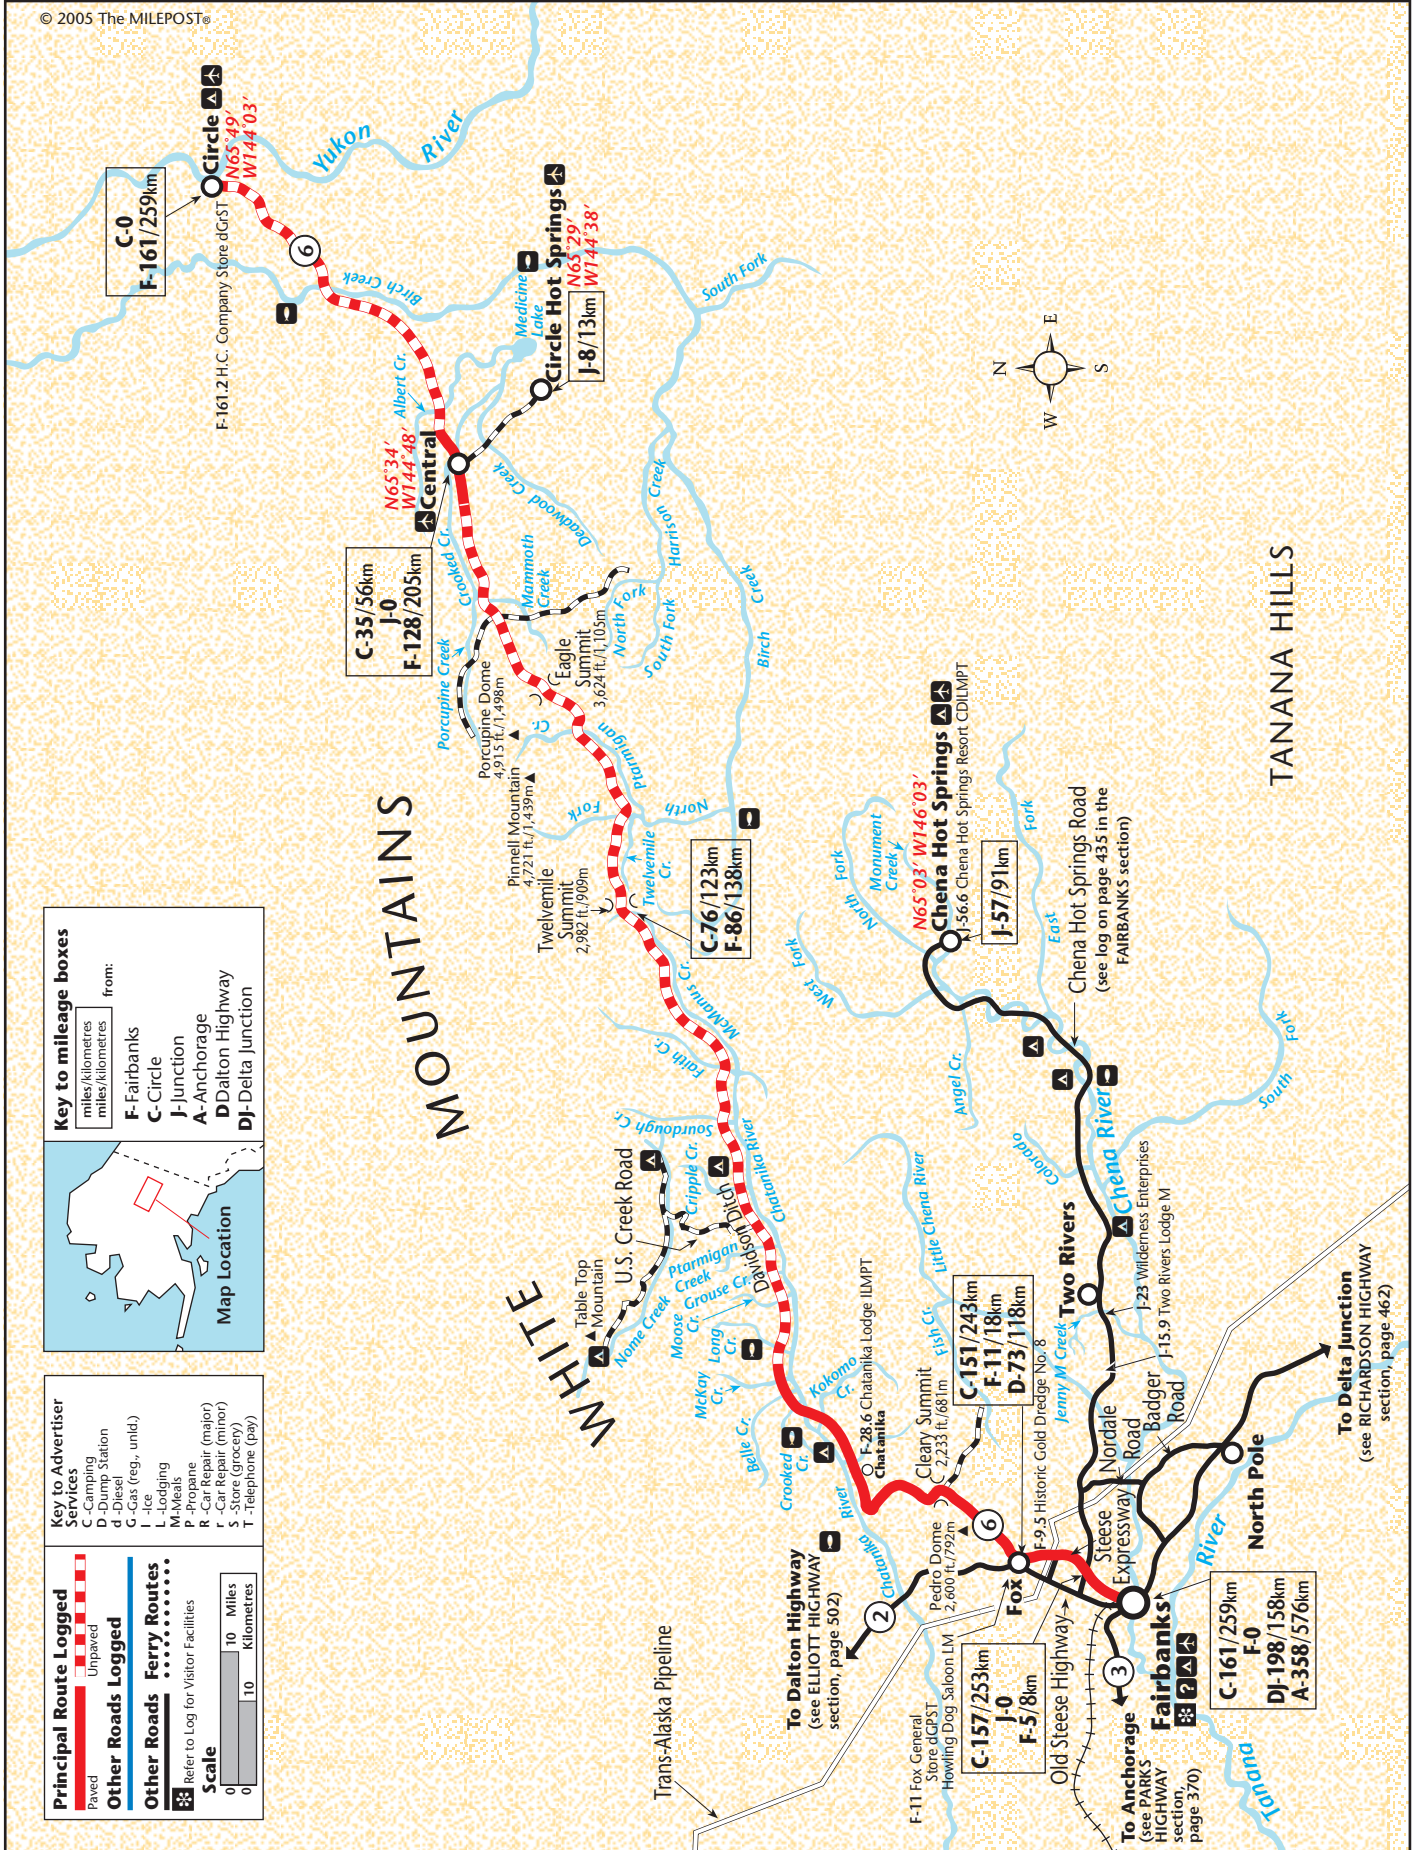 © 2005 The MILEPOST®
Principal Route Logged
Paved
Unpaved
Other Roads Logged
Other Roads
Ferry Routes
Refer to Log for Visitor Facilities
Scale
0
10
Miles
0
10
Kilometres
Key to Advertiser
Services
C -Camping
D -Dump Station
d -Diesel
G -Gas (reg., unld.)
I -Ice
L -Lodging
M-Meals
P -Propane
R -Car Repair (major)
r -Car Repair (minor)
S -Store (grocery)
T -Telephone (pay)
Map Location
Key to mileage boxes
miles/kilometres
miles/kilometres
from:
F-Fairbanks
C-Circle
J-Junction
A-Anchorage
DDalton Highway
DJ-Delta Junction
C-0
F-161/259km
Circle
N65°49′
W144°03′
F-161.2 H.C. Company Store dGrST
6
Yukon
River
Birch Creek
Medicine
Lake
Circle Hot Springs
N65°29′
W144°38′
J-8/13km
South Fork
Albert Cr.
N65°34′
W144°48′
Central
C-35/56km
J-0
F-128/205km
Crooked Cr.
Deadwood Creek
Mammoth
Creek
Harrison Creek
North Fork
South Fork
Birch
Creek
Porcupine Creek
Porcupine Dome
4,915 ft./1,498m
Eagle
Summit
3,624 ft./1,105m
Pinnell Mountain
4,721 ft./1,439m
Ptarmigan
Cr.
North
Fork
Twelvemile
Summit
2,982 ft./909m
Twelvemile
Cr.
C-76/123km
F-86/138km
N
E
S
W
WHITE
MOUNTAINS
TANANA HILLS
McManus Cr.
Faith Cr.
Sourdough Cr.
Chatanika River
U.S. Creek Road
Cripple Cr.
Davidson Ditch
Table Top
Mountain
Nome Creek
Ptarmigan
Creek
Grouse Cr.
Moose
Cr.
Long
Cr.
McKay
Cr.
Belle Cr.
Kokomo
Cr.
Crooked
Cr.
F-28.6 Chatanika Lodge ILMPT
Chatanika
Chatanika
River
Cleary Summit
2,233 ft./681m
Pedro Dome
2,600 ft./792m
6
C-151/243km
F-11/18km
D-73/118km
F-9.5 Historic Gold Dredge No. 8
Fox
Fish Cr.
Little Chena River
2
To Dalton Highway
(see ELLIOTT HIGHWAY
section, page 502)
Trans-Alaska Pipeline
F-11 Fox General
Store dGPST
Howling Dog Saloon LM
C-157/253km
J-0
F-5/8km
Old Steese Highway
Steese
Expressway
3
To Anchorage
(see PARKS
HIGHWAY
section,
page 370)
Fairbanks
?
C-161/259km
F-0
DJ-198/158km
A-358/576km
Tanana
River
North Pole
Nordale
Road
Badger
Road
To Delta Junction
(see RICHARDSON HIGHWAY
section, page 462)
Jenny M Creek
Two Rivers
J-23 Wilderness Enterprises
J-15.9 Two Rivers Lodge M
Chena River
Colorado
Angel Cr.
South
Fork
East
Fork
West
Fork
North
Fork
Monument
Creek
N65°03′ W146°03′
Chena Hot Springs
J-56.6 Chena Hot Springs Resort CDILMPT
J-57/91km
Chena Hot Springs Road
(see log on page 435 in the
FAIRBANKS section)